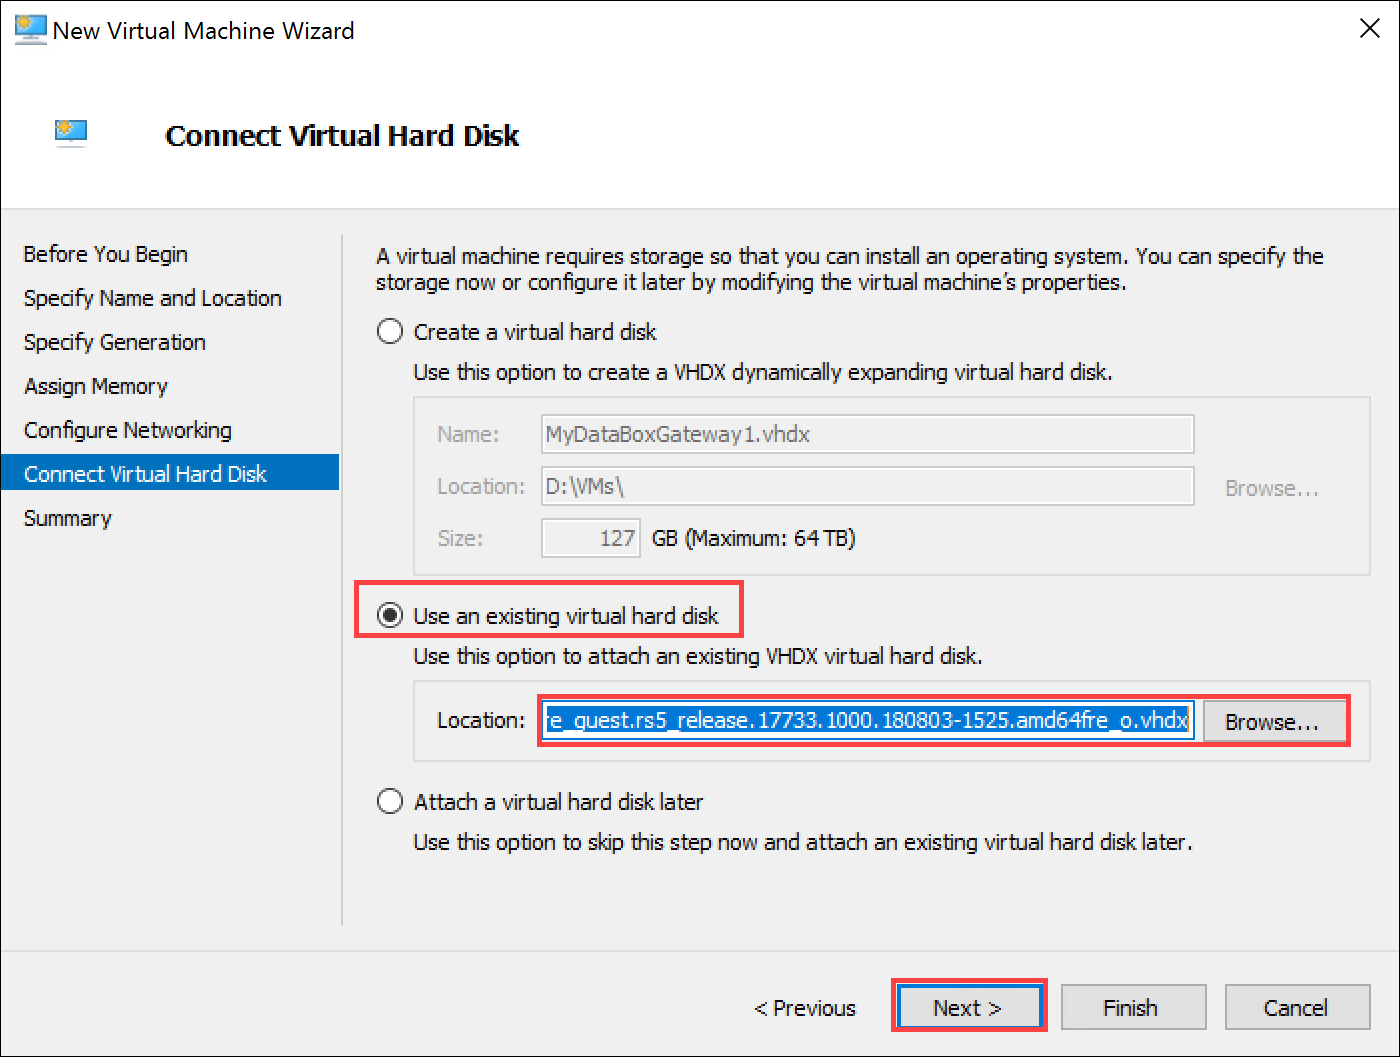 New Virtual Machine Wizard
Connect Virtual Hard Disk
Before You Begin
Specify Name and Location
Specify Generation
Assign Memory
Configure Networking
Connect Virtual Hard Disk
Summary
A virtual machine requires storage so that you can install an operating system. You can specify the
storage now or configure it later by modifying the virtual machine's properties.
Create a virtual hard disk
Use this option to create a VHDX dynamically expanding virtual hard disk.
Name: MyDataBoxGateway1.vhdx
Location: D:\VMs\ Browse...
Size: 127 GB (Maximum: 64 TB)
Use an existing virtual hard disk
Use this option to attach an existing VHDX virtual hard disk.
Location: re_guest.rs5_release.17733.1000.180803-1525.amd64fre_o.vhdx Browse...
Attach a virtual hard disk later
Use this option to skip this step now and attach an existing virtual hard disk later.
< Previous Next > Finish Cancel